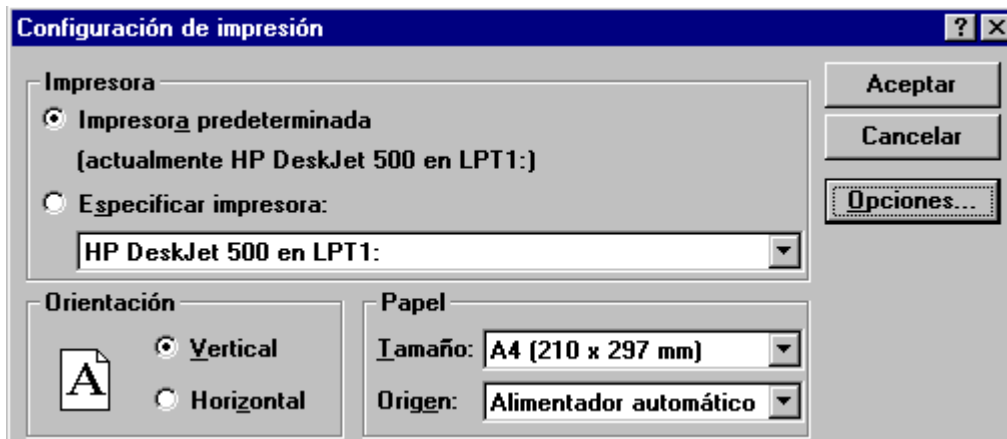 Configuración de impresión
Impresora
Impresora predeterminada
(actualmente HP DeskJet 500 en LPT1:)
Especificar impresora:
HP DeskJet 500 en LPT1:
Aceptar
Cancelar
Opciones...
Orientación
A
Vertical
Horizontal
Papel
Tamaño: A4 (210 x 297 mm)
Origen: Alimentador automático